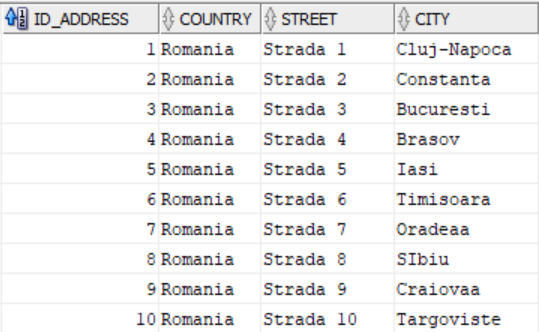 ID_ADDRESS COUNTRY STREET CITY
1 Romania Strada 1 Cluj-Napoca
2 Romania Strada 2 Constanta
3 Romania Strada 3 Bucuresti
4 Romania Strada 4 Brasov
5 Romania Strada 5 Iasi
6 Romania Strada 6 Timisoara
7 Romania Strada 7 Oradeaa
8 Romania Strada 8 SIbiu
9 Romania Strada 9 Craiovaa
10 Romania Strada 10 Targoviste